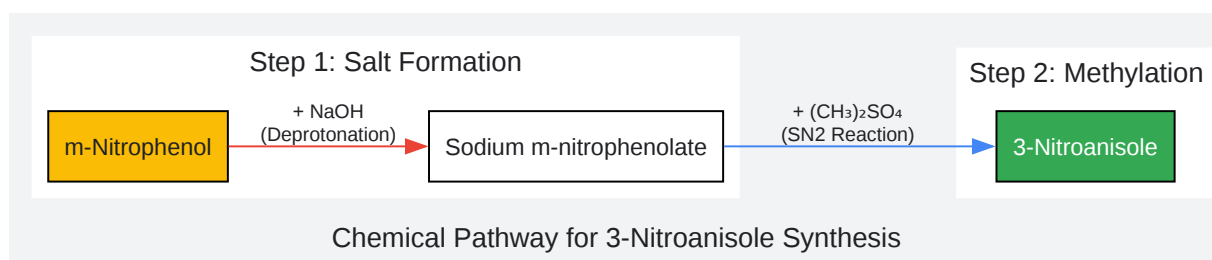 Step 1: Salt Formation
Step 2: Methylation
m-Nitrophenol
+ NaOH
(Deprotonation)
Sodium m-nitrophenolate
+ (CH₃)₂SO₄
(SN2 Reaction)
3-Nitroanisole
Chemical Pathway for 3-Nitroanisole Synthesis